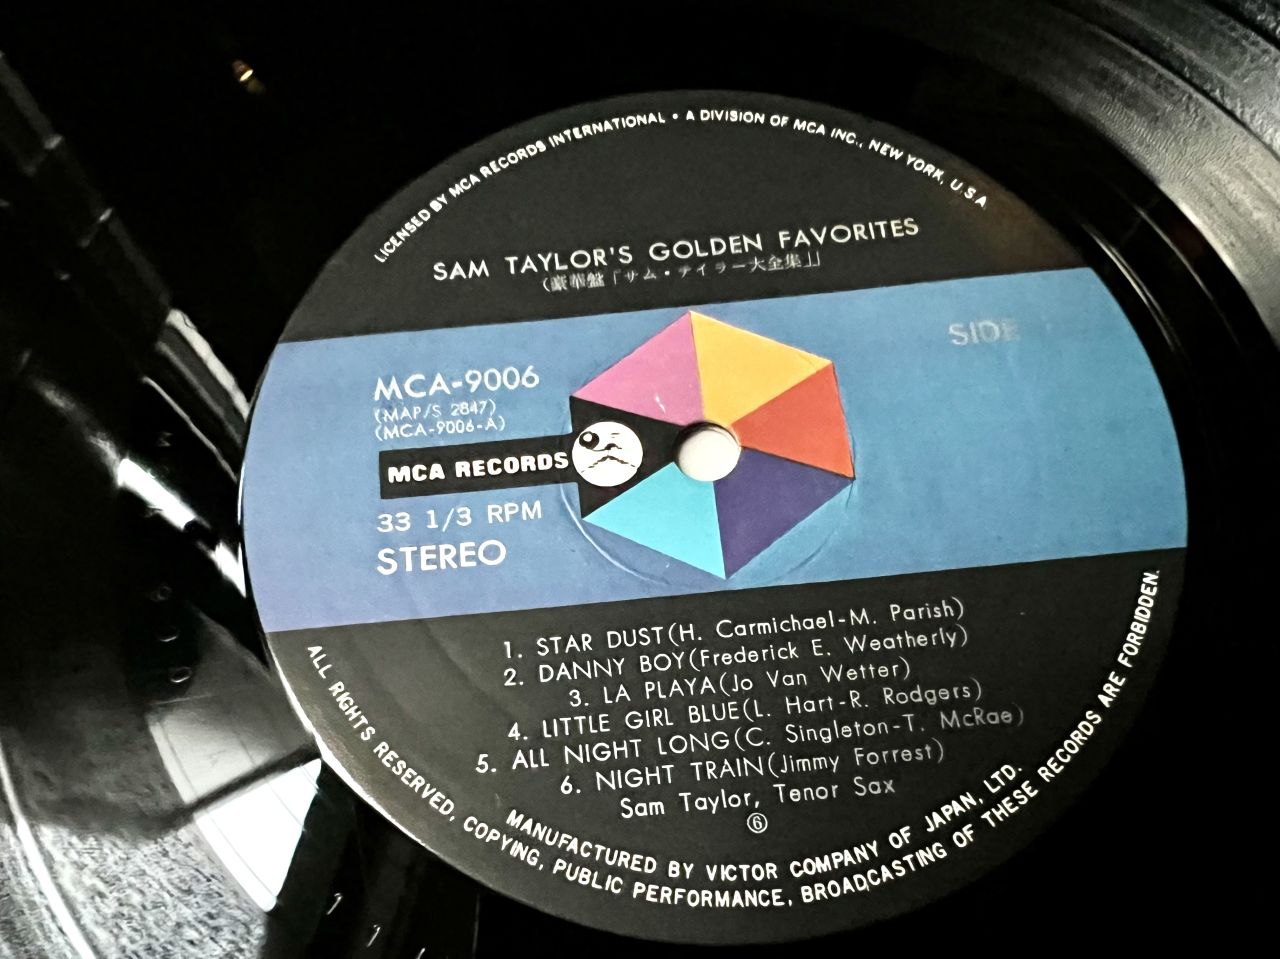 LICENSED BY MCA RECORDS INTERNATIONAL • A DIVISION OF MCA INC., NEW YORK, U.S.A
SAM TAYLOR'S GOLDEN FAVORITES
(豪華盤「サム・テイラー大全集」)
SIDE
MCA-9006
(MAP/S 2847)
(MCA-9006-A)
MCA RECORDS
33 1/3 RPM
STEREO
1. STAR DUST(H. Carmichael-M. Parish)
2. DANNY BOY(Frederick E. Weatherly)
3. LA PLAYA(Jo Van Wetter)
4. LITTLE GIRL BLUE(L. Hart-R. Rodgers)
5. ALL NIGHT LONG(C. Singleton-T. McRae)
6. NIGHT TRAIN(Jimmy Forrest)
Sam Taylor, Tenor Sax
⑥
MANUFACTURED BY VICTOR COMPANY OF JAPAN, LTD.
ALL RIGHTS RESERVED, COPYING, PUBLIC PERFORMANCE, BROADCASTING OF THESE RECORDS ARE FORBIDDEN.